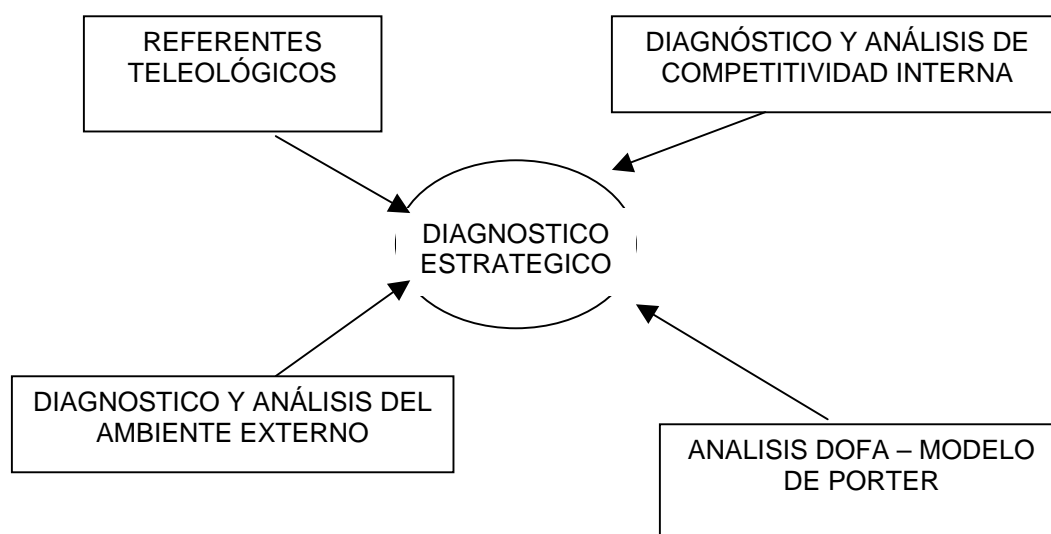 REFERENTES
TELEOLÓGICOS
DIAGNÓSTICO Y ANÁLISIS DE
COMPETITIVIDAD INTERNA
DIAGNOSTICO
ESTRATEGICO
DIAGNOSTICO Y ANÁLISIS DEL
AMBIENTE EXTERNO
ANALISIS DOFA – MODELO
DE PORTER